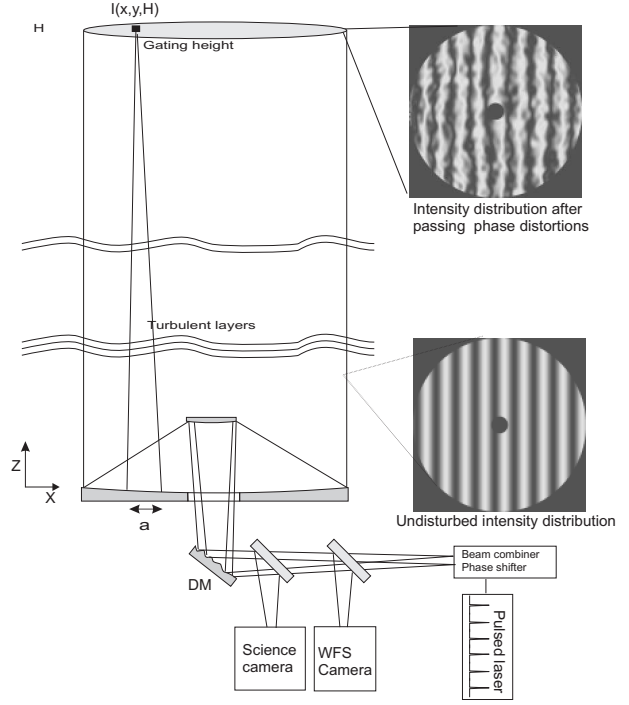 I(x,y,H)
H
Gating height
Intensity distribution after
passing phase distortions
Turbulent layers
Z
X
a
Undisturbed intensity distribution
DM
Beam combiner
Phase shifter
Science
camera
WFS
Camera
Pulsed laser